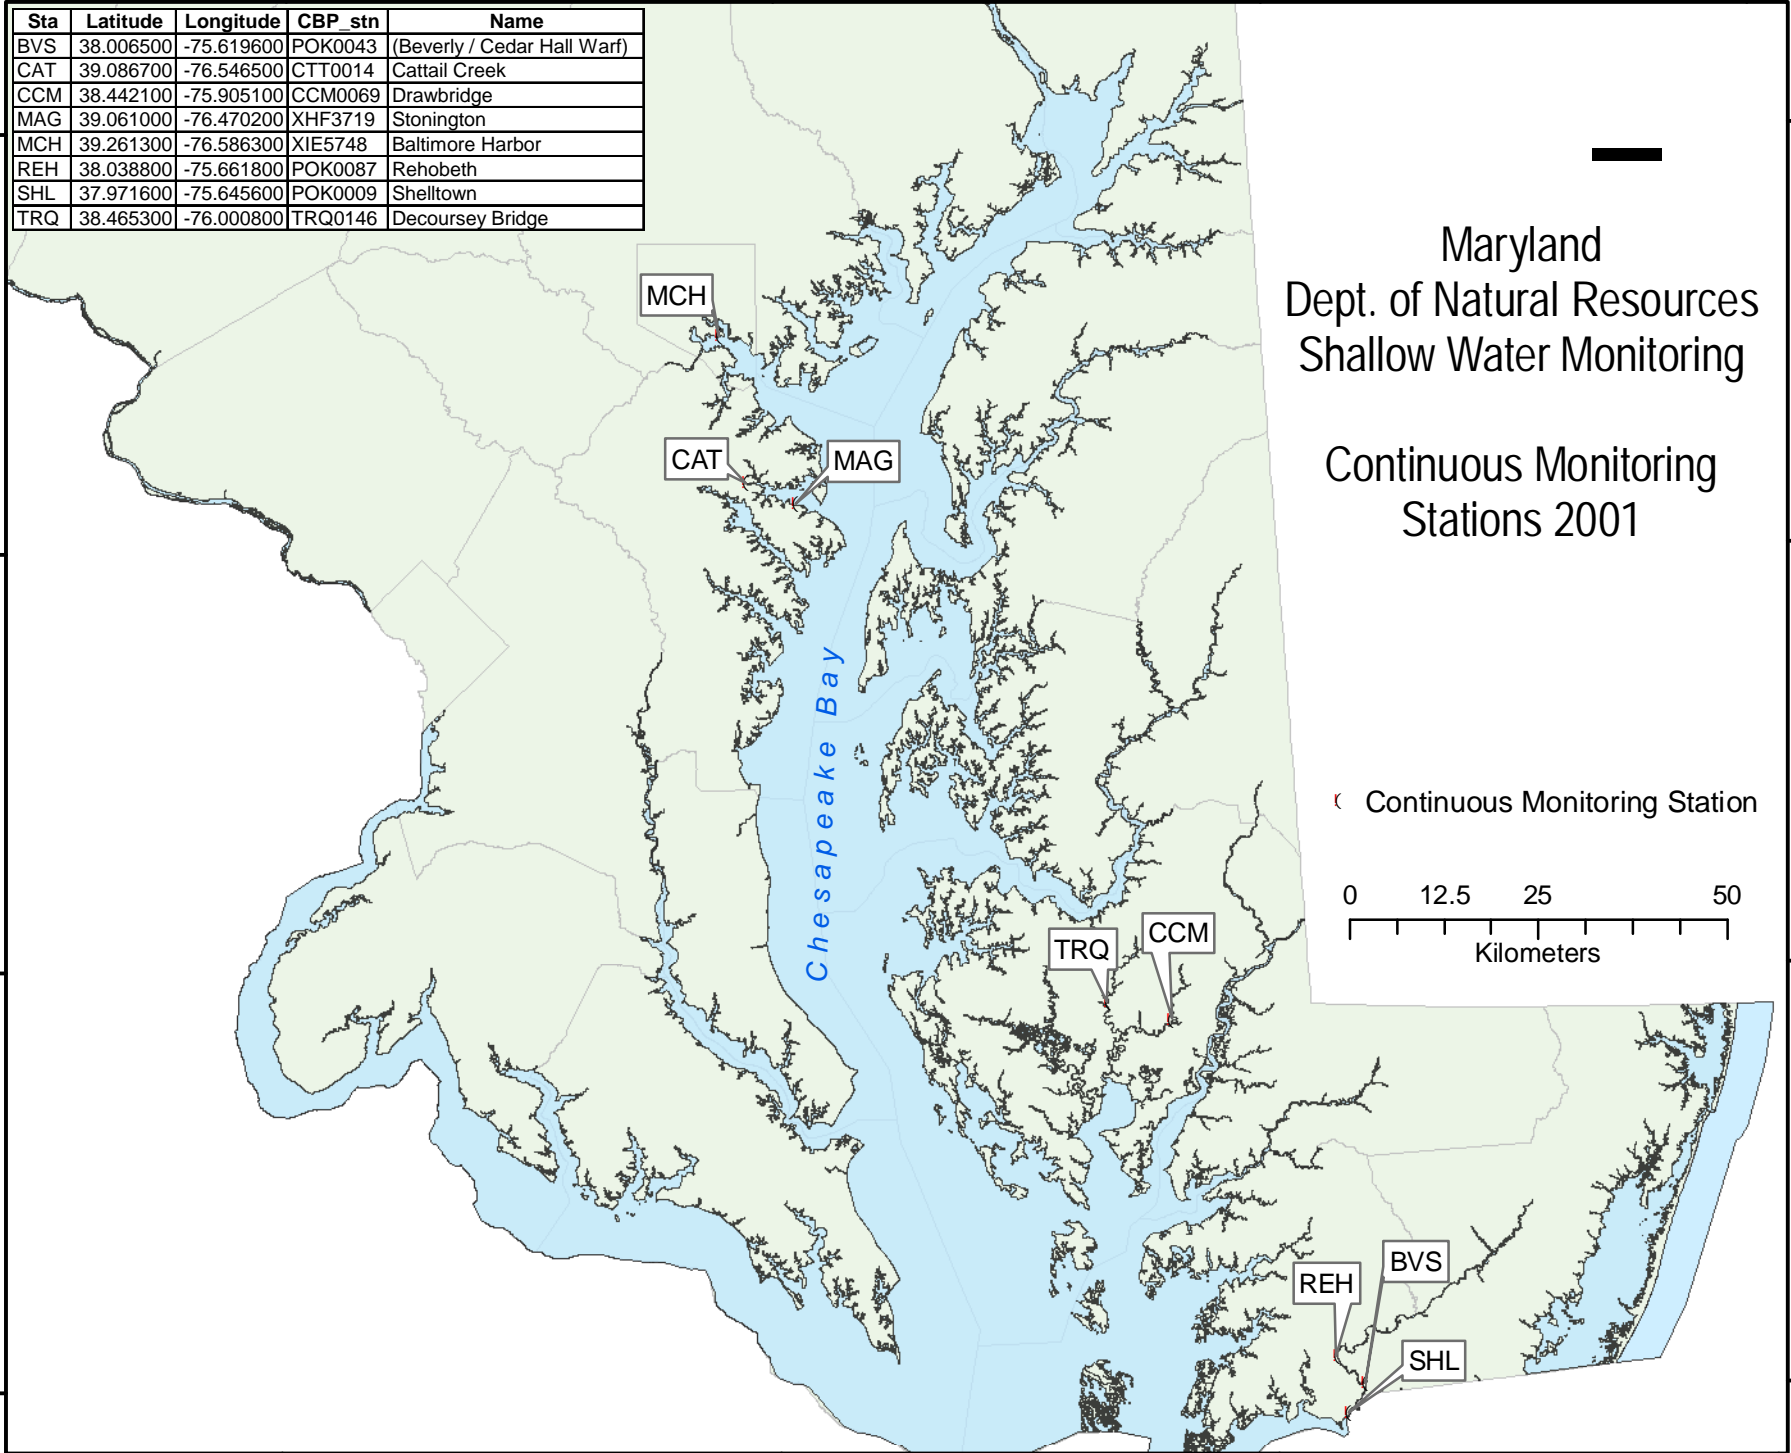 Sta Latitude Longitude CBP_stn Name
BVS 38.006500 -75.619600 POK0043 (Beverly / Cedar Hall Warf)
CAT 39.086700 -76.546500 CTT0014 Cattail Creek
CCM 38.442100 -75.905100 CCM0069 Drawbridge
MAG 39.061000 -76.470200 XHF3719 Stonington
MCH 39.261300 -76.586300 XIE5748 Baltimore Harbor
REH 38.038800 -75.661800 POK0087 Rehobeth
SHL 37.971600 -75.645600 POK0009 Shelltown
TRQ 38.465300 -76.000800 TRQ0146 Decoursey Bridge
Maryland
Dept. of Natural Resources
Shallow Water Monitoring
Continuous Monitoring
Stations 2001
MCH
CAT
MAG
Chesapeake Bay
Continuous Monitoring Station
0 12.5 25 50
Kilometers
TRQ
CCM
REH
BVS
SHL